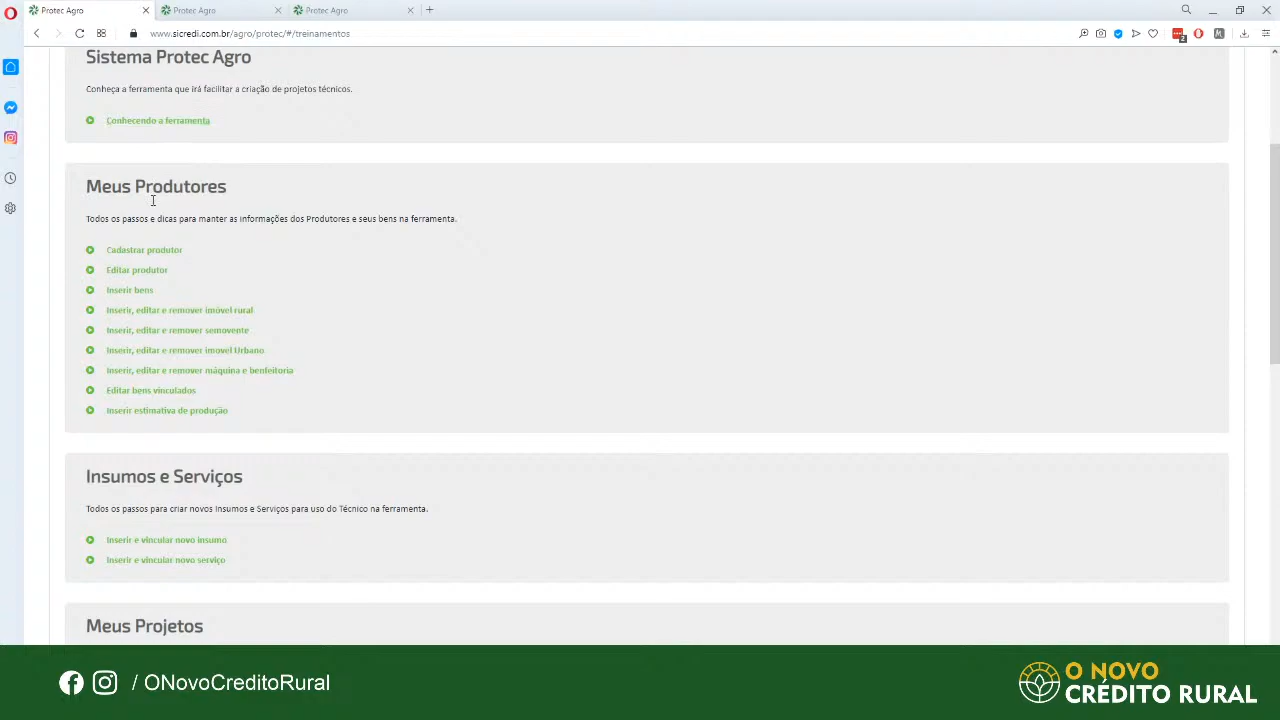 Protec Agro
Protec Agro
Protec Agro
www.sicredi.com.br/agro/protec/#/treinamentos
2
Sistema Protec Agro
Conheça a ferramenta que irá facilitar a criação de projetos técnicos.
Conhecendo a ferramenta
Meus Produtores
Todos os passos e dicas para manter as informações dos Produtores e seus bens na ferramenta.
Cadastrar produtor
Editar produtor
Inserir bens
Inserir, editar e remover imóvel rural
Inserir, editar e remover semovente
Inserir, editar e remover imovel Urbano
Inserir, editar e remover máquina e benfeitoria
Editar bens vinculados
Inserir estimativa de produção
Insumos e Serviços
Todos os passos para criar novos Insumos e Serviços para uso do Técnico na ferramenta.
Inserir e vincular novo insumo
Inserir e vincular novo serviço
Meus Projetos
/ ONovoCreditoRural
O NOVO
CRÉDITO RURAL